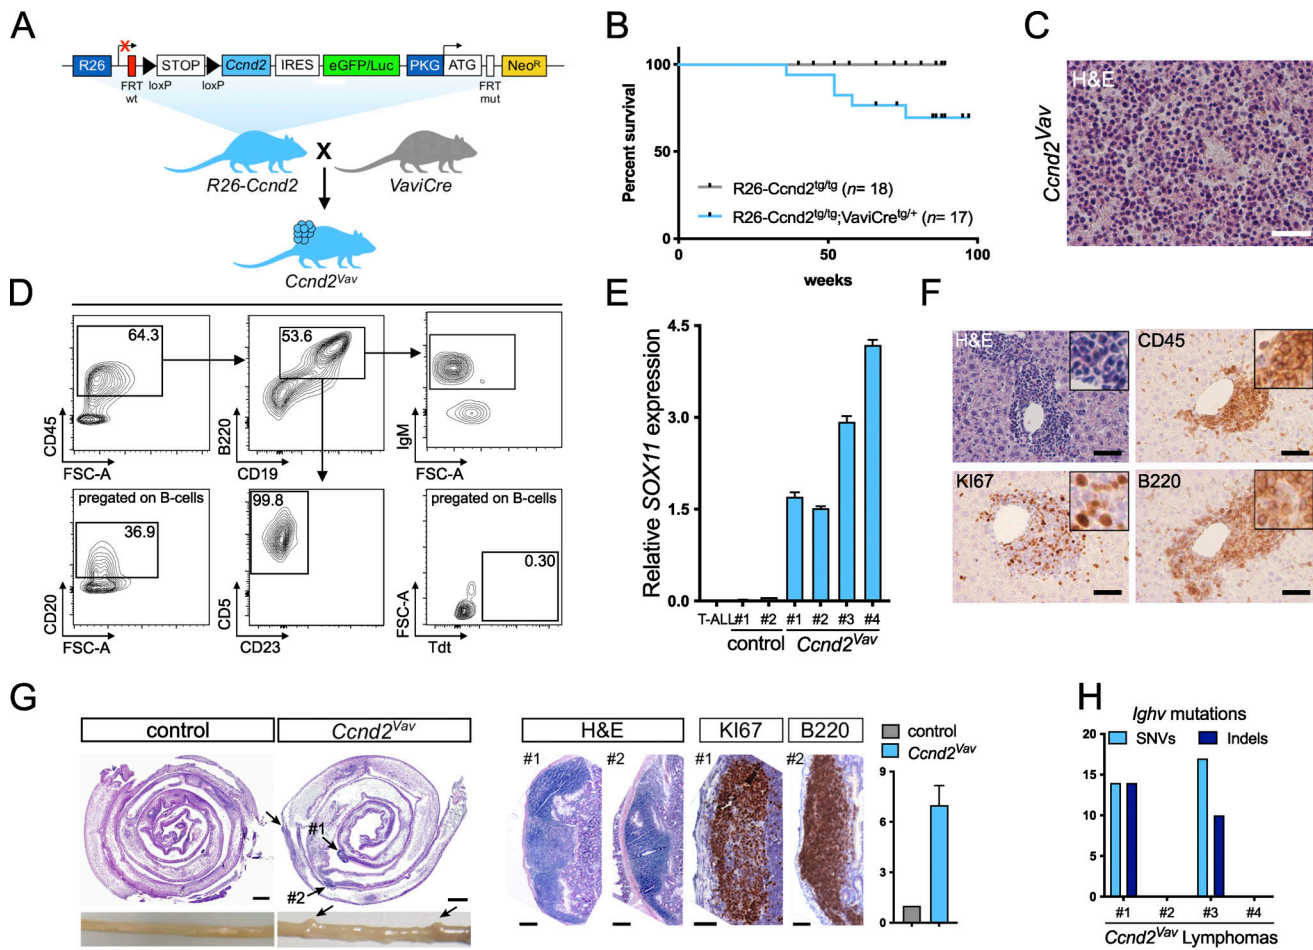 A
R26
X
STOP
Ccnd2
IRES
eGFP/Luc
PKG
ATG
NeoR
FRT
wt
loxP
loxP
FRT
mut
X
R26-Ccnd2
VaviCre
Ccnd2Vav
B
Percent survival
100
50
0
R26-Ccnd2tg/tg (n= 18)
R26-Ccnd2tg/tg;VaviCretg/+ (n= 17)
0
50
100
weeks
C
Ccnd2Vav
H&E
D
64.3
CD45
FSC-A
53.6
B220
CD19
IgM
FSC-A
pregated on B-cells
36.9
CD20
FSC-A
99.8
CD5
CD23
pregated on B-cells
0.30
FSC-A
Tdt
E
Relative SOX11 expression
4.5
3.0
1.5
0.0
T-ALL
#1
#2
#1
#2
#3
#4
control
Ccnd2Vav
F
H&E
CD45
KI67
B220
G
control
Ccnd2Vav
#1
#2
H&E
KI67
B220
#1
#2
#1
#2
control
Ccnd2Vav
9
6
3
0
H
Ighv mutations
SNVs
Indels
20
15
10
5
0
#1
#2
#3
#4
Ccnd2Vav Lymphomas